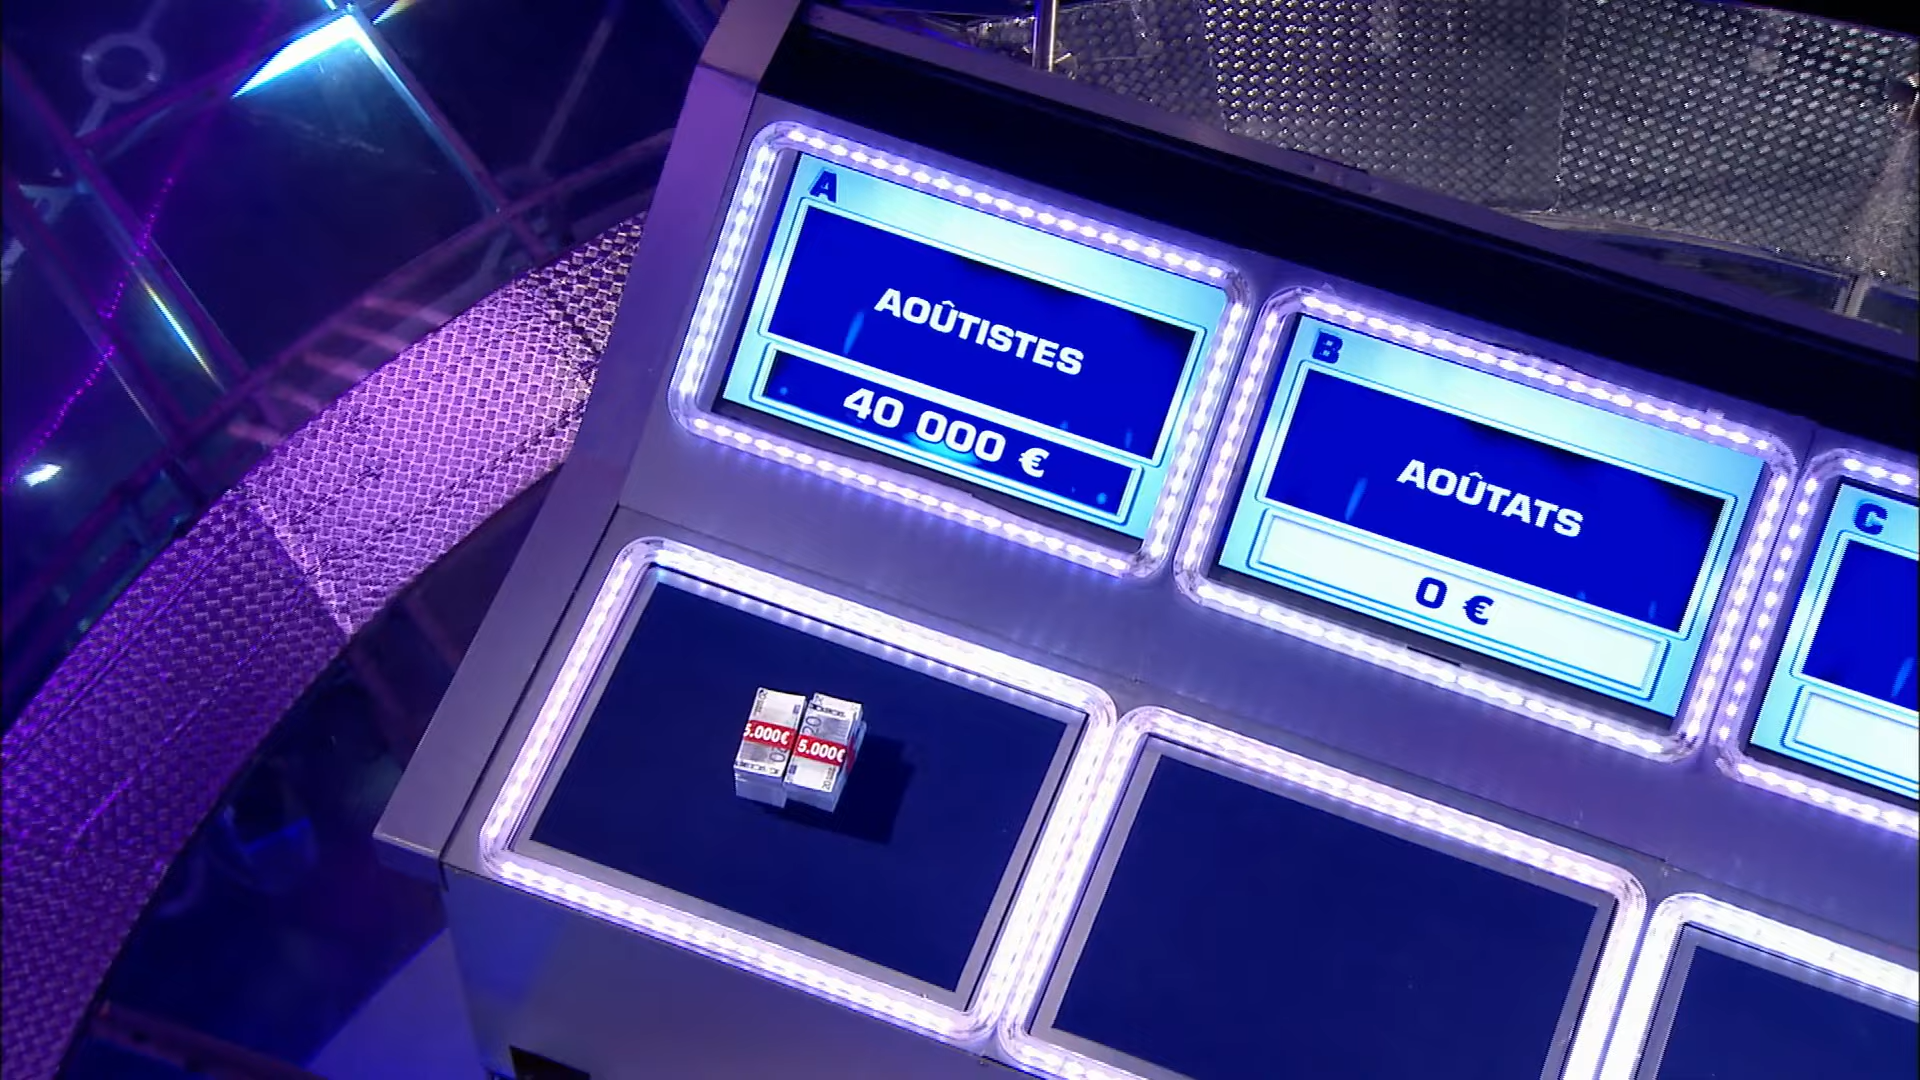 A
AOÛTISTES
40 000 €
B
AOÛTATS
0 €
C
5.000€
5.000€